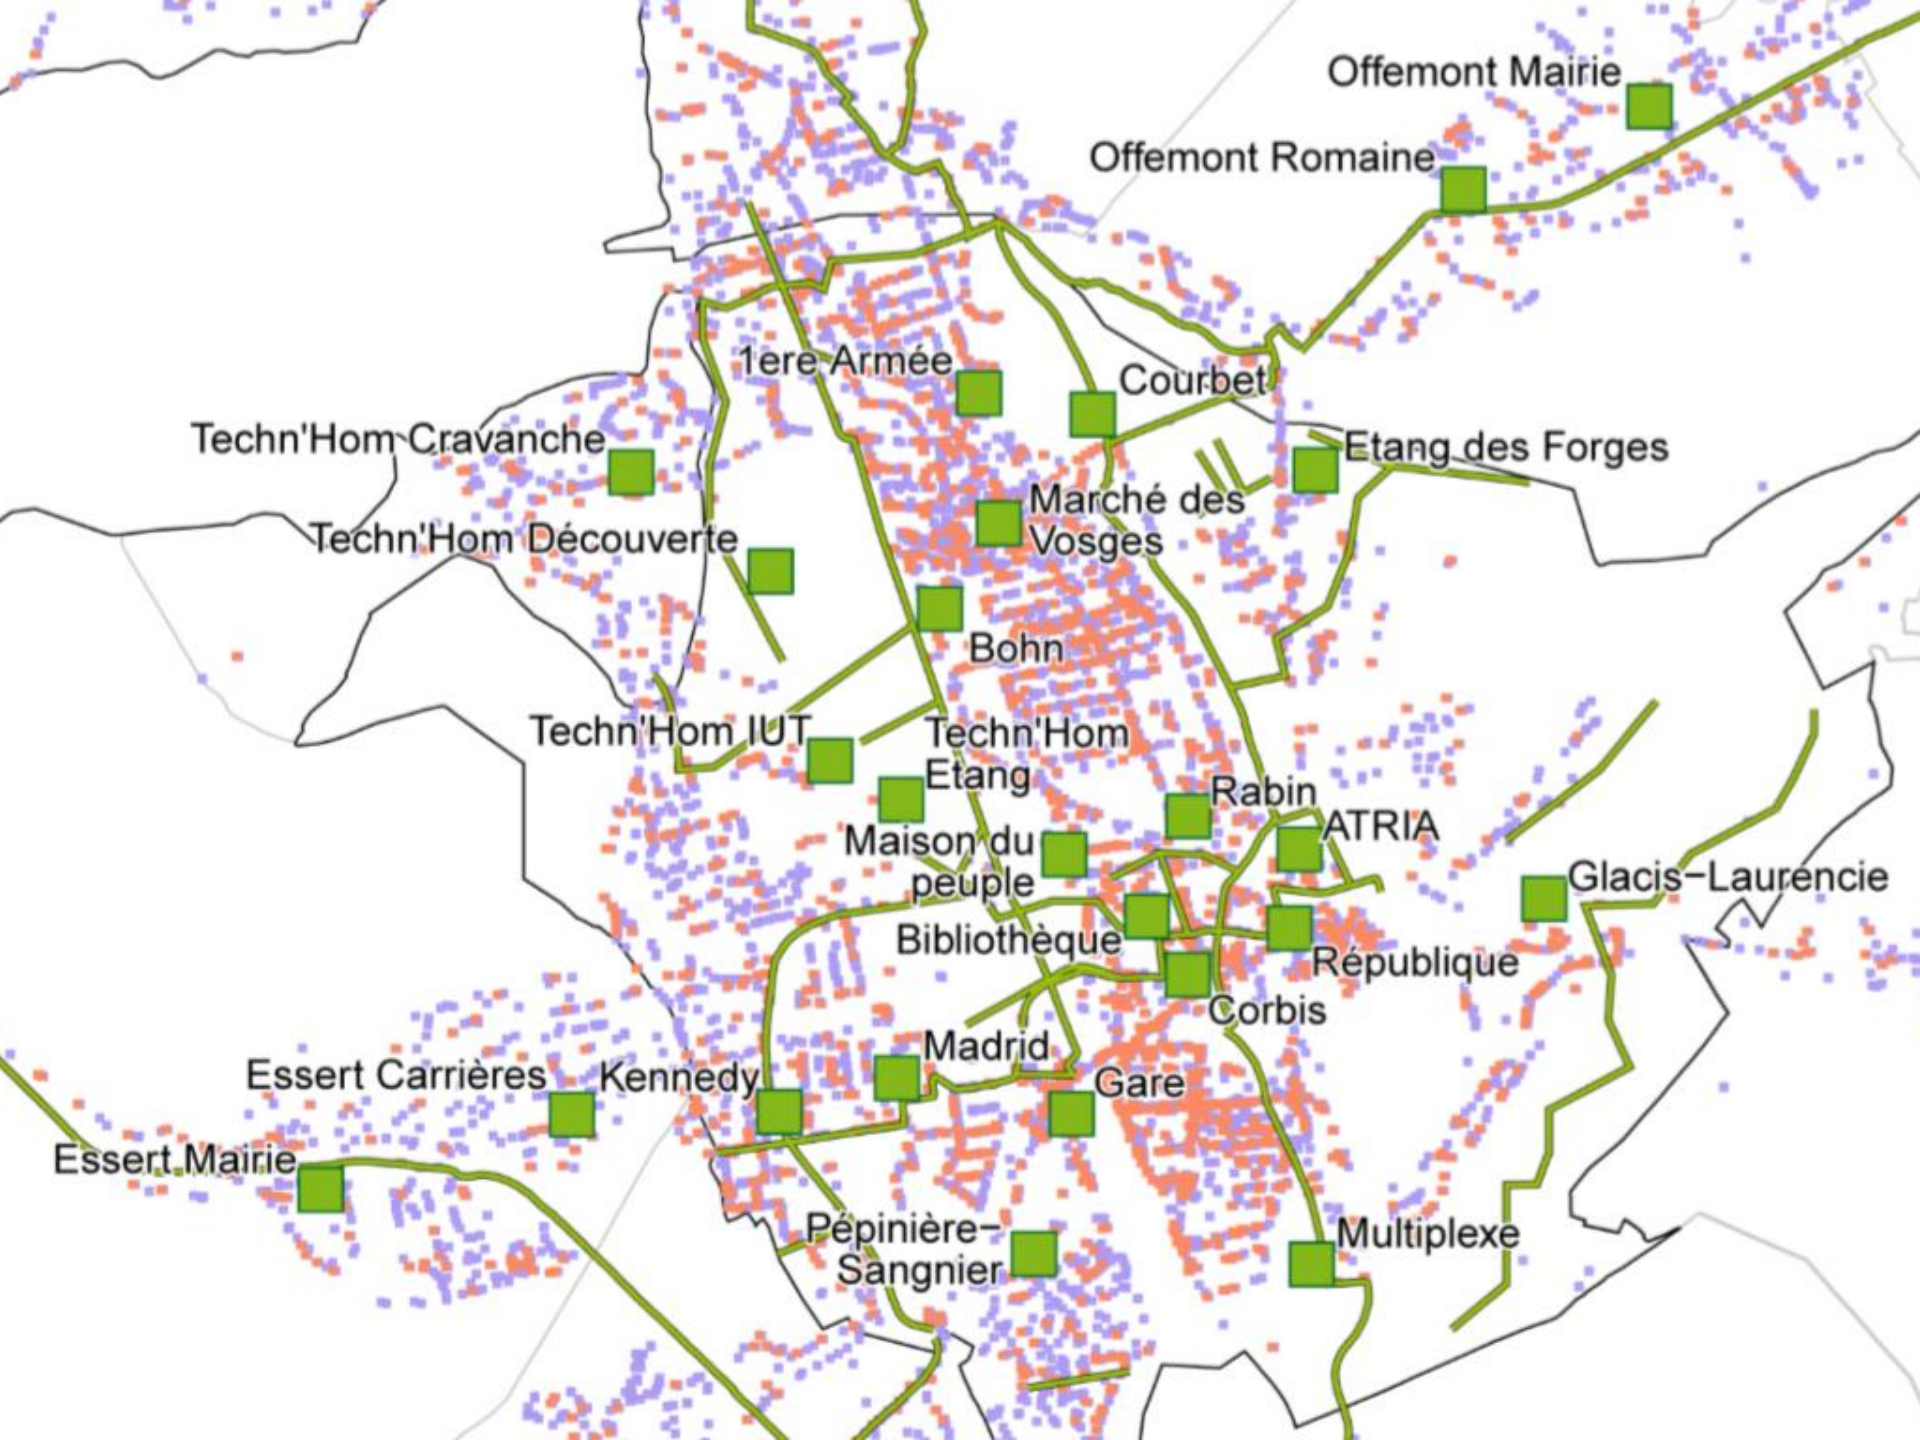 Offemont Mairie
Offemont Romaine
1ere Armée
Courbet
Techn'Hom Cravanche
Etang des Forges
Marché des
Vosges
Techn'Hom Découverte
Bohn
Techn'Hom IUT
Techn'Hom
Etang
Rabin
ATRIA
Maison du
peuple
Glacis-Laurencie
Bibliothèque
République
Corbis
Madrid
Essert Carrières
Kennedy
Gare
Essert Mairie
Pépinière-
Sangnier
Multiplexe